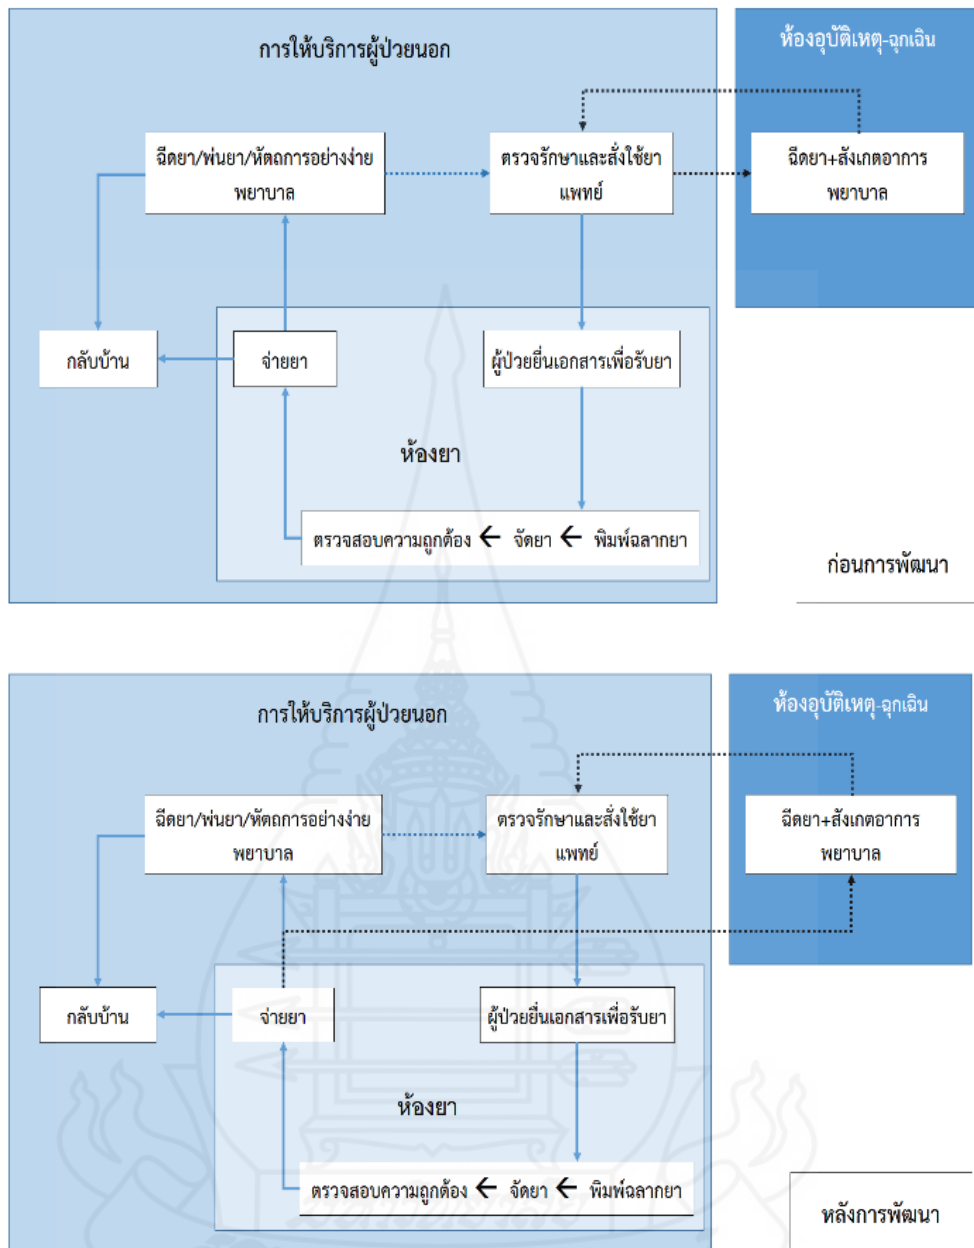 การให้บริการผู้ป่วยนอก
ห้องอุบัติเหตุ-ฉุกเฉิน
ฉีดยา/พ่นยา/หัตถการอย่างง่าย
พยาบาล
ตรวจรักษาและสั่งใช้ยา
แพทย์
ฉีดยา+สังเกตอาการ
พยาบาล
กลับบ้าน
จ่ายยา
ผู้ป่วยยื่นเอกสารเพื่อรับยา
ห้องยา
ตรวจสอบความถูกต้อง ← จัดยา ← พิมพ์ฉลากยา
ก่อนการพัฒนา
การให้บริการผู้ป่วยนอก
ห้องอุบัติเหตุ-ฉุกเฉิน
ฉีดยา/พ่นยา/หัตถการอย่างง่าย
พยาบาล
ตรวจรักษาและสั่งใช้ยา
แพทย์
ฉีดยา+สังเกตอาการ
พยาบาล
กลับบ้าน
จ่ายยา
ผู้ป่วยยื่นเอกสารเพื่อรับยา
ห้องยา
ตรวจสอบความถูกต้อง ← จัดยา ← พิมพ์ฉลากยา
หลังการพัฒนา